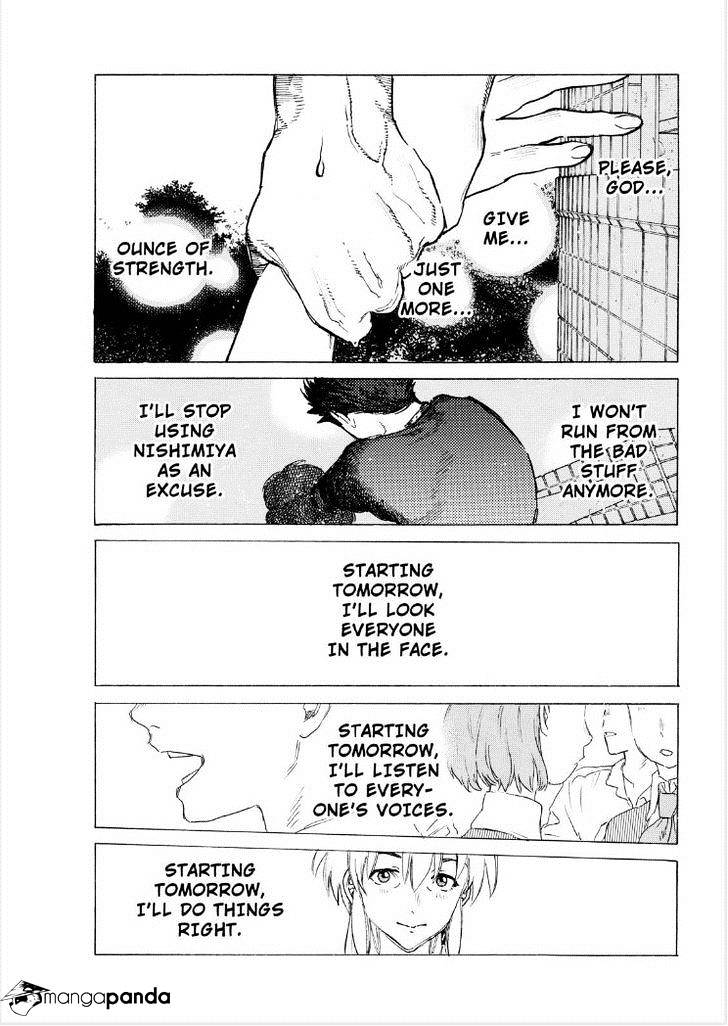 PLEASE,
GOD...
GIVE
ME...
JUST
ONE
MORE...
OUNCE OF
STRENGTH.
I WON'T
RUN FROM
THE BAD
STUFF
ANYMORE.
I'LL STOP
USING
NISHIMIYA
AS AN
EXCUSE.
STARTING
TOMORROW,
I'LL LOOK
EVERYONE
IN THE FACE.
STARTING
TOMORROW,
I'LL LISTEN
TO EVERY-
ONE'S VOICES.
STARTING
TOMORROW,
I'LL DO THINGS
RIGHT.
mangapanda